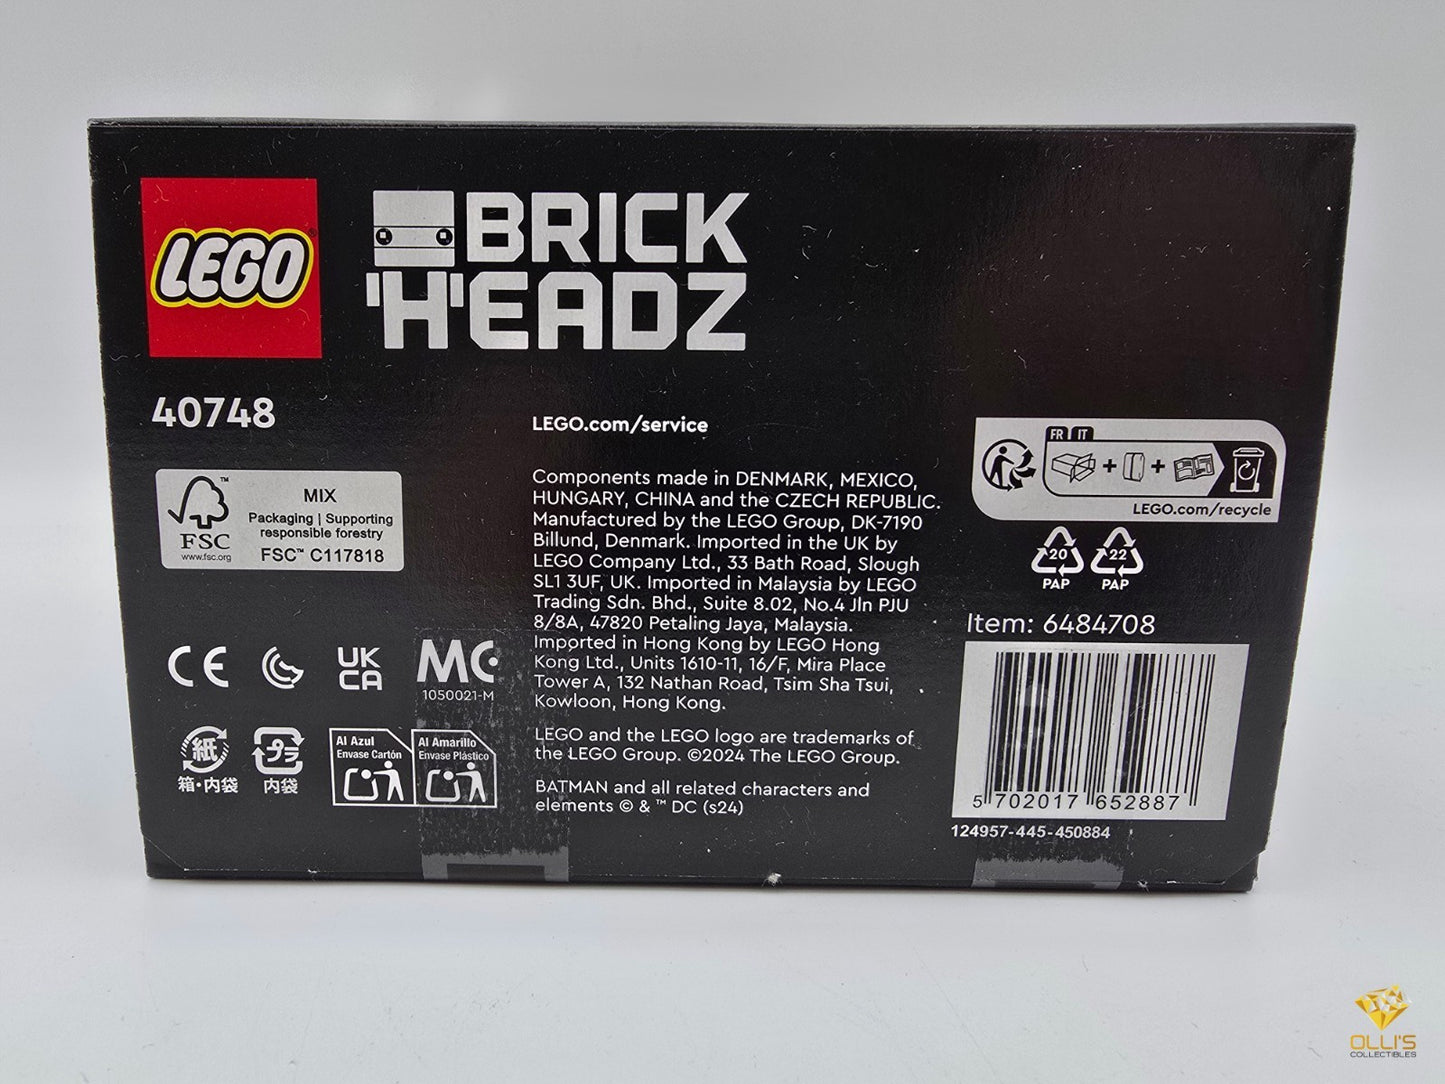 LEGO®
BRICK
HEADZ
40748
LEGO.com/service
Components made in DENMARK, MEXICO,
HUNGARY, CHINA and the CZECH REPUBLIC.
Manufactured by the LEGO Group, DK-7190
Billund, Denmark. Imported in the UK by
LEGO Company Ltd., 33 Bath Road, Slough
SL1 3UF, UK. Imported in Malaysia by LEGO
Trading Sdn. Bhd., Suite 8.02, No.4 Jln PJU
8/8A, 47820 Petaling Jaya, Malaysia.
Imported in Hong Kong by LEGO Hong
Kong Ltd., Units 1610-11, 16/F, Mira Place
Tower A, 132 Nathan Road, Tsim Sha Tsui,
Kowloon, Hong Kong.
LEGO and the LEGO logo are trademarks of
the LEGO Group. ©2024 The LEGO Group.
BATMAN and all related characters and
elements © & ™ DC (s24)
™
FSC
www.fsc.org
MIX
Packaging | Supporting
responsible forestry
FSC™ C117818
CE
UK
CA
MC
1050021-M
紙
箱・内袋
プラ
内袋
Al Azul
Envase Cartón
Al Amarillo
Envase Plástico
FR IT
LEGO.com/recycle
20
PAP
22
PAP
Item: 6484708
5 702017 652887
124957-445-450884
OLLI'S
COLLECTIBLES